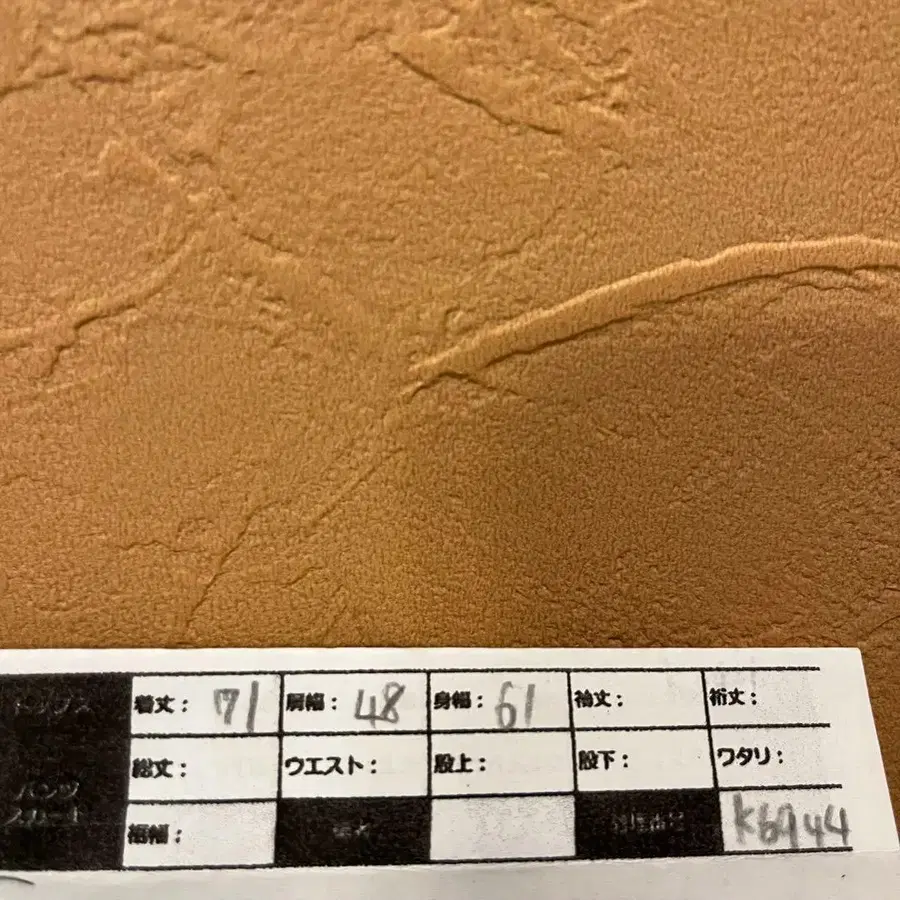 トップス 着丈: 71 肩幅: 48 身幅: 61 袖丈: 裄丈:
パンツ スカート 総丈: ウエスト: 股上: 股下: ワタリ:
裾幅: K6944